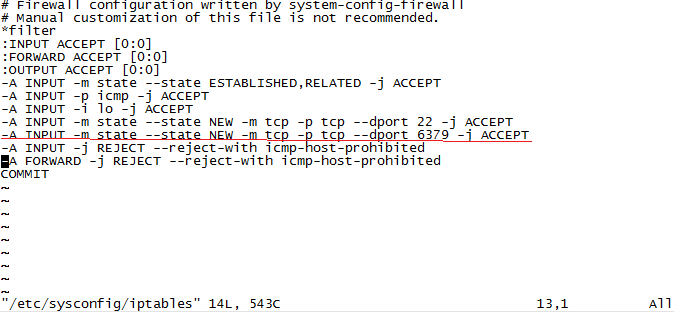 # Firewall configuration written by system-config-firewall
# Manual customization of this file is not recommended.
*filter
:INPUT ACCEPT [0:0]
:FORWARD ACCEPT [0:0]
:OUTPUT ACCEPT [0:0]
-A INPUT -m state --state ESTABLISHED,RELATED -j ACCEPT
-A INPUT -p icmp -j ACCEPT
-A INPUT -i lo -j ACCEPT
-A INPUT -m state --state NEW -m tcp -p tcp --dport 22 -j ACCEPT
-A INPUT -m state --state NEW -m tcp -p tcp --dport 6379 -j ACCEPT
-A INPUT -j REJECT --reject-with icmp-host-prohibited
-A FORWARD -j REJECT --reject-with icmp-host-prohibited
COMMIT
~
~
~
~
~
~
~
~
~
"/etc/sysconfig/iptables" 14L, 543C 13,1 All